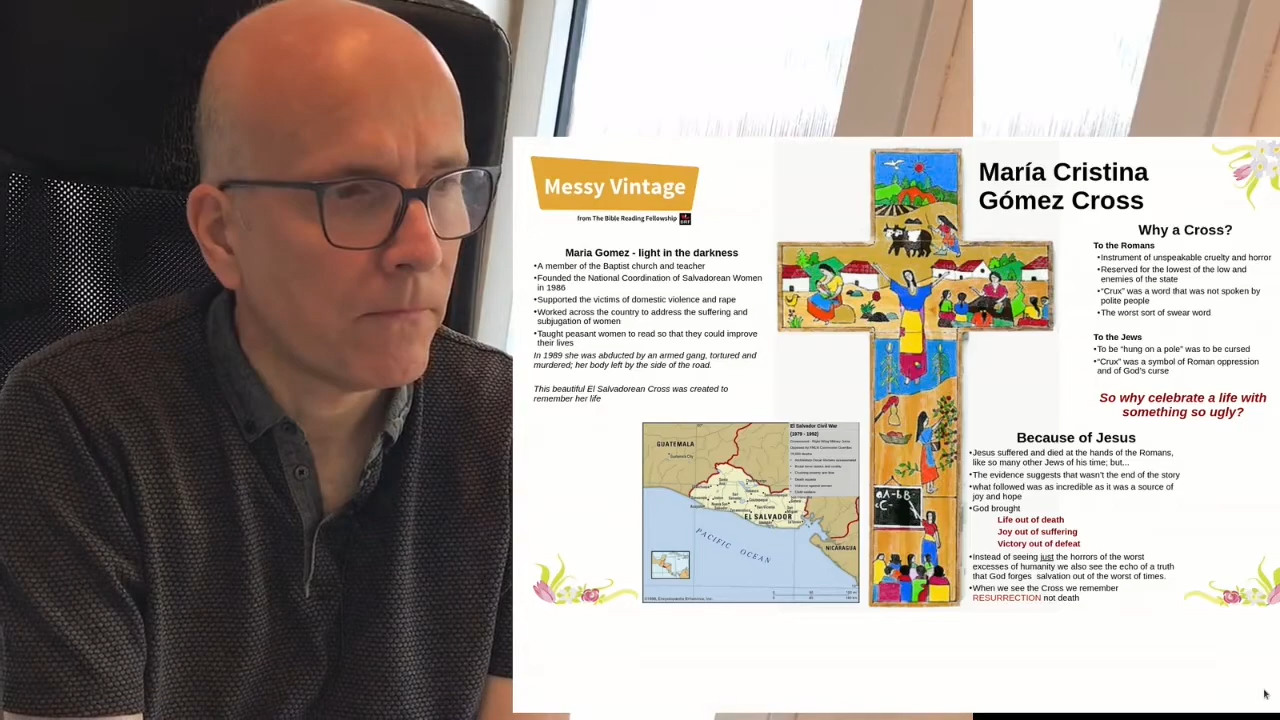 Messy Vintage
from The Bible Reading Fellowship
BRF
María Cristina
Gómez Cross
Maria Gomez - light in the darkness
•A member of the Baptist church and teacher
•Founded the National Coordination of Salvadorean Women
in 1986
•Supported the victims of domestic violence and rape
•Worked across the country to address the suffering and
subjugation of women
•Taught peasant women to read so that they could improve
their lives
In 1989 she was abducted by an armed gang, tortured and
murdered; her body left by the side of the road.
This beautiful El Salvadorean Cross was created to
remember her life
El Salvador Civil War
(1979 - 1992)
GUATEMALA
Guatemala City
EL SALVADOR
San Salvador
PACIFIC OCEAN
NICARAGUA
aA-bB-
cC-
Why a Cross?
To the Romans
•Instrument of unspeakable cruelty and horror
•Reserved for the lowest of the low and
enemies of the state
•"Crux" was a word that was not spoken by
polite people
•The worst sort of swear word
To the Jews
•To be "hung on a pole" was to be cursed
•"Crux" was a symbol of Roman oppression
and of God's curse
So why celebrate a life with
something so ugly?
Because of Jesus
•Jesus suffered and died at the hands of the Romans,
like so many other Jews of his time; but...
•The evidence suggests that wasn't the end of the story
•what followed was as incredible as it was a source of
joy and hope
•God brought
Life out of death
Joy out of suffering
Victory out of defeat
•Instead of seeing just the horrors of the worst
excesses of humanity we also see the echo of a truth
that God forges salvation out of the worst of times.
•When we see the Cross we remember
RESURRECTION not death